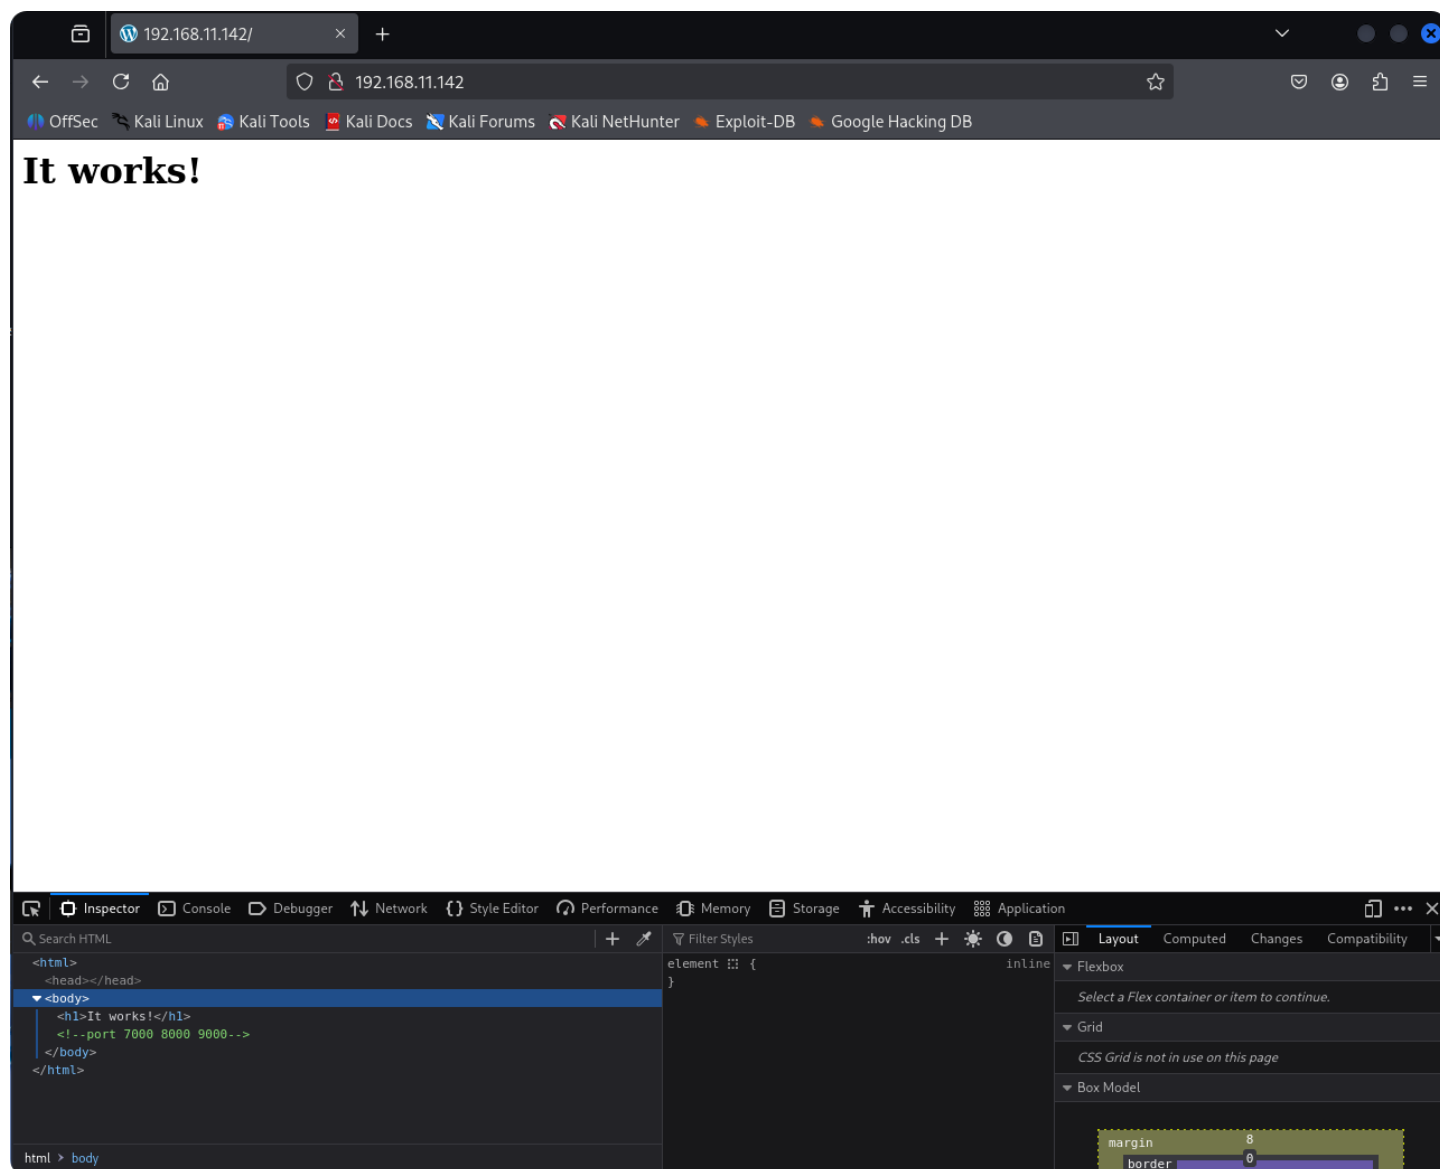 192.168.11.142/
192.168.11.142
OffSec Kali Linux Kali Tools Kali Docs Kali Forums Kali NetHunter Exploit-DB Google Hacking DB
It works!
Inspector Console Debugger Network Style Editor Performance Memory Storage Accessibility Application
Search HTML
Filter Styles :hov .cls
Layout Computed Changes Compatibility
<html>
<head></head>
<body>
<h1>It works!</h1>
<!--port 7000 8000 9000-->
</body>
</html>
html > body
element { inline
}
Flexbox
Select a Flex container or item to continue.
Grid
CSS Grid is not in use on this page
Box Model
margin 8
border 0